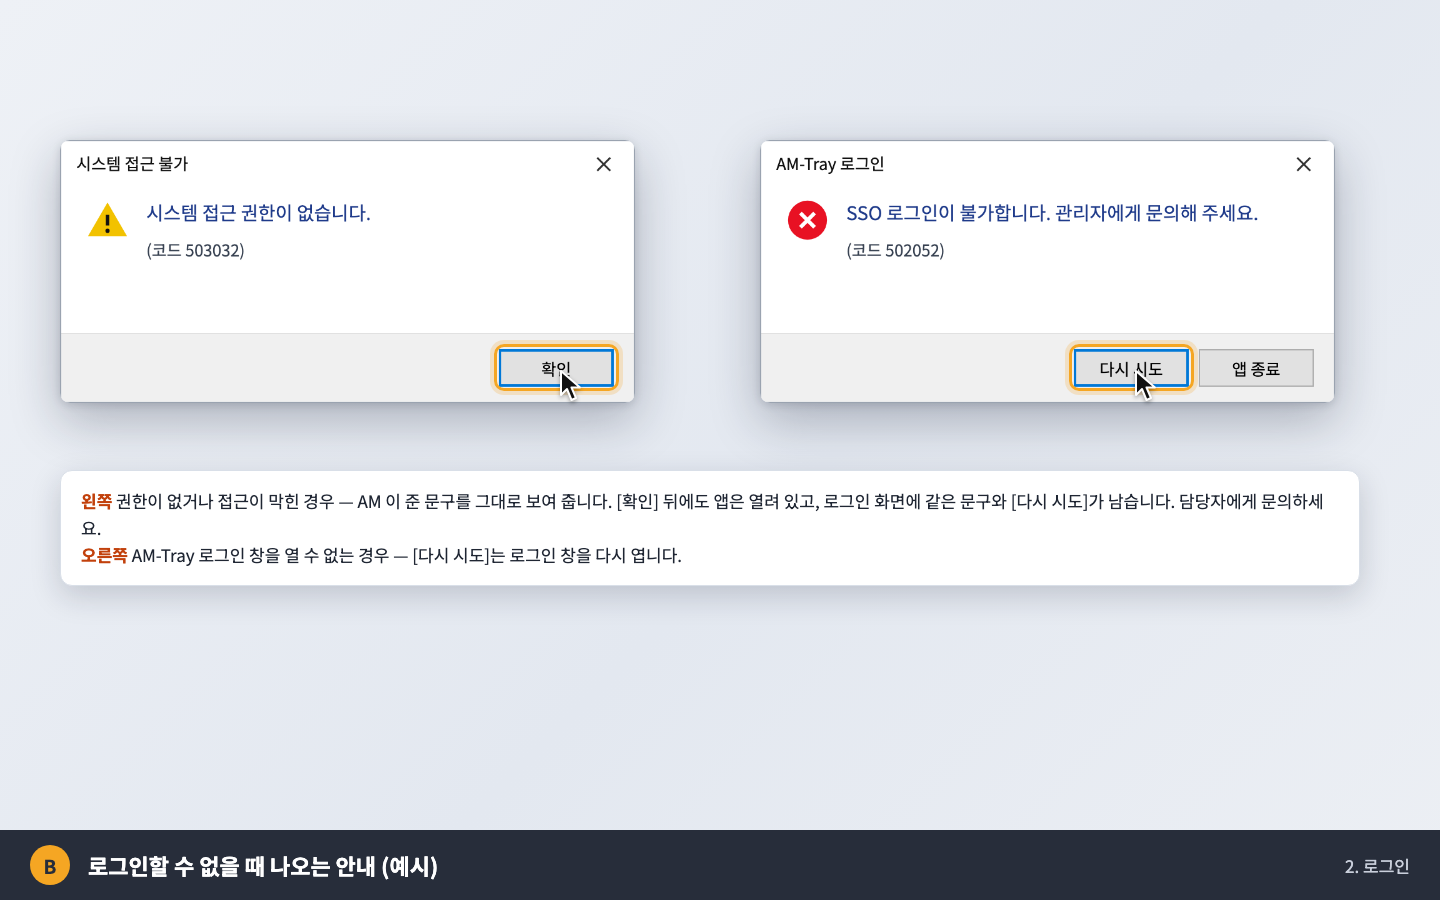 시스템 접근 불가
시스템 접근 권한이 없습니다.
(코드 503032)
확인
AM-Tray 로그인
SSO 로그인이 불가합니다. 관리자에게 문의해 주세요.
(코드 502052)
다시 시도
앱 종료
왼쪽 권한이 없거나 접근이 막힌 경우 — AM 이 준 문구를 그대로 보여 줍니다. [확인] 뒤에도 앱은 열려 있고, 로그인 화면에 같은 문구와 [다시 시도]가 남습니다. 담당자에게 문의하세
요.
오른쪽 AM-Tray 로그인 창을 열 수 없는 경우 — [다시 시도]는 로그인 창을 다시 엽니다.
B
로그인할 수 없을 때 나오는 안내 (예시)
2. 로그인